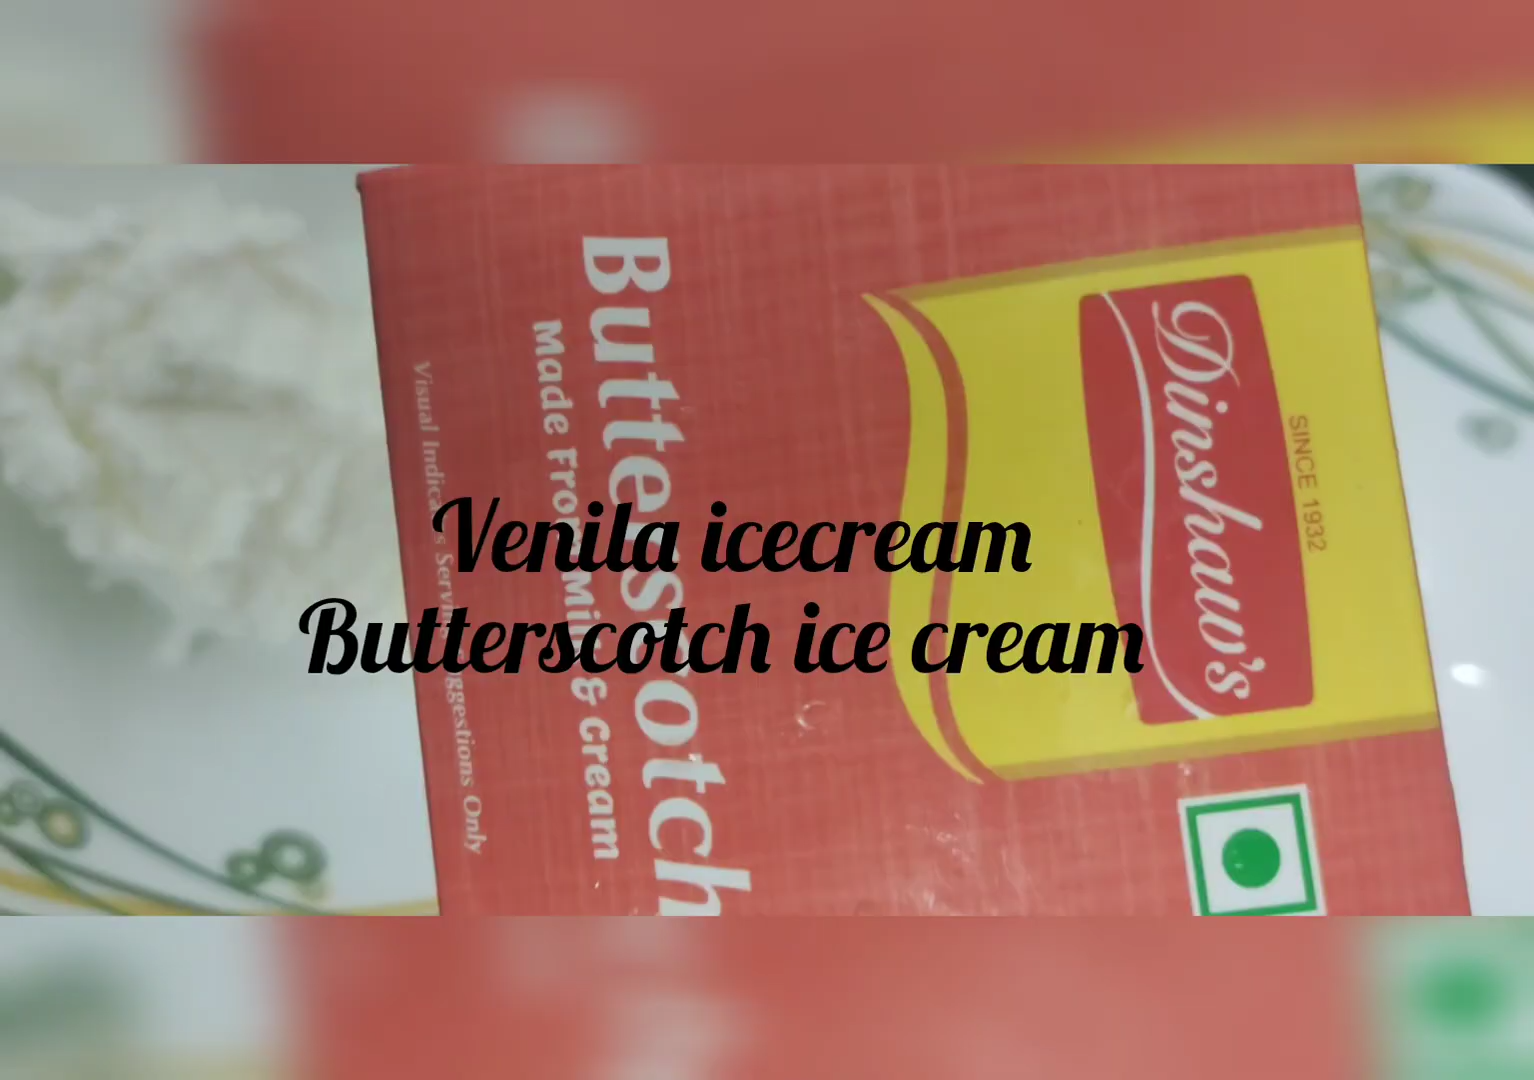 Dinshaw's
SINCE 1932
Butterscotch
Made From Milk & Cream
Visual Indicates Serving Suggestions Only
Venila icecream
Butterscotch ice cream